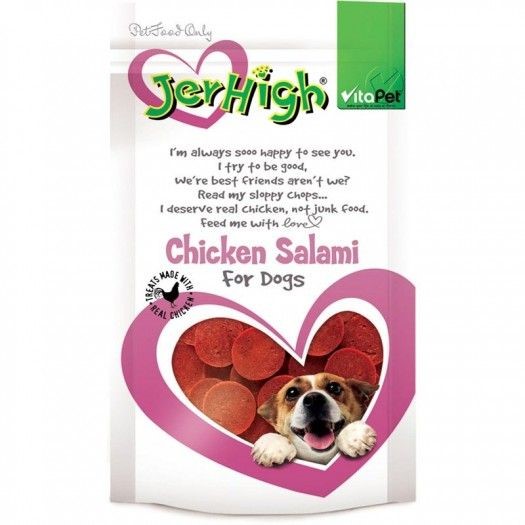 Pet Food Only
JerHigh®
VitaPet
I'm always sooo happy to see you.
I try to be good,
We're best friends aren't we?
Read my sloppy chops...
I deserve real chicken, not junk food.
Feed me with love
Chicken Salami
For Dogs
TREATS MADE WITH
REAL CHICKEN